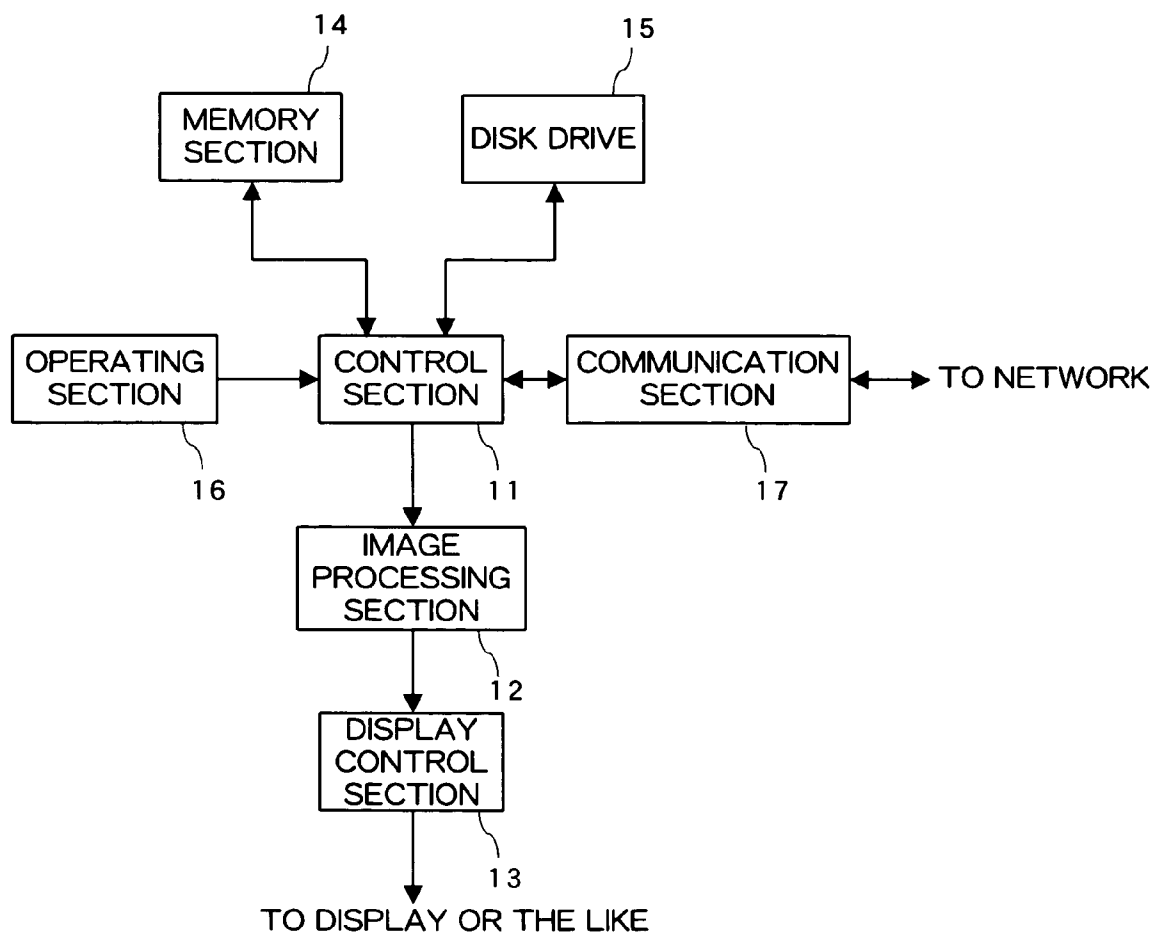 14
15
MEMORY
SECTION
DISK DRIVE
OPERATING
SECTION
CONTROL
SECTION
COMMUNICATION
SECTION
TO NETWORK
16
11
17
IMAGE
PROCESSING
SECTION
12
DISPLAY
CONTROL
SECTION
13
TO DISPLAY OR THE LIKE